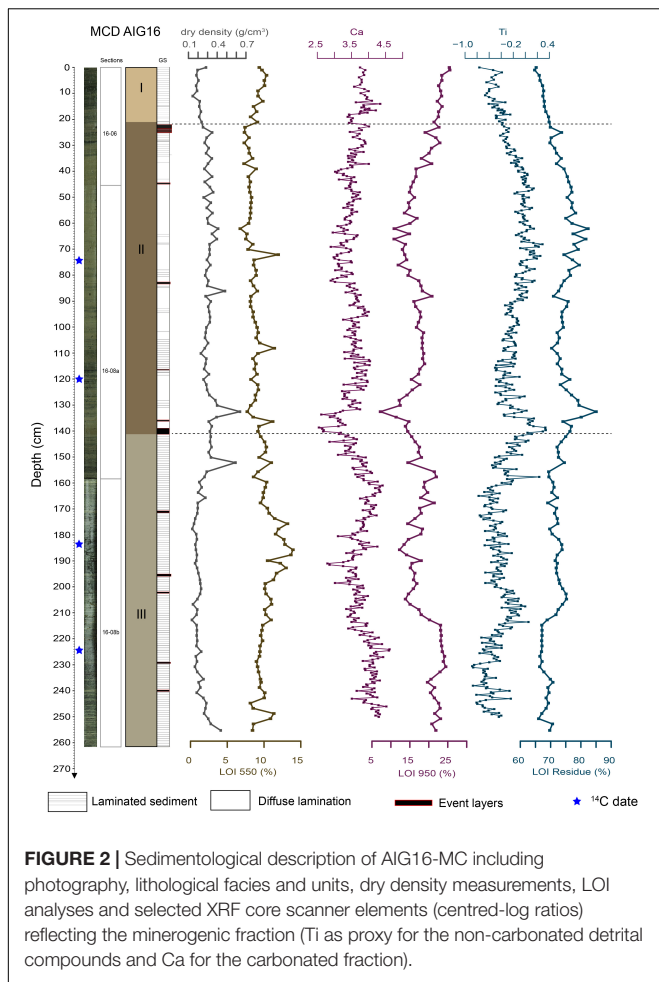 MCD AIG16
dry density (g/cm³)
Ca
Ti
Sections
GS
0.1 0.4 0.7
2.5 3.5 4.5
-1.0 -0.2 0.4
0
10
20
30
40
50
60
70
80
90
100
110
120
130
140
150
160
170
180
190
200
210
220
230
240
250
260
270
Depth (cm)
I
II
III
16-06
16-08a
16-08b
0 5 10 15
LOI 550 (%)
5 15 25
LOI 950 (%)
60 70 80 90
LOI Residue (%)
Laminated sediment
Diffuse lamination
Event layers
¹⁴C date
FIGURE 2 | Sedimentological description of AIG16-MC including
photography, lithological facies and units, dry density measurements, LOI
analyses and selected XRF core scanner elements (centred-log ratios)
reflecting the minerogenic fraction (Ti as proxy for the non-carbonated detrital
compounds and Ca for the carbonated fraction).